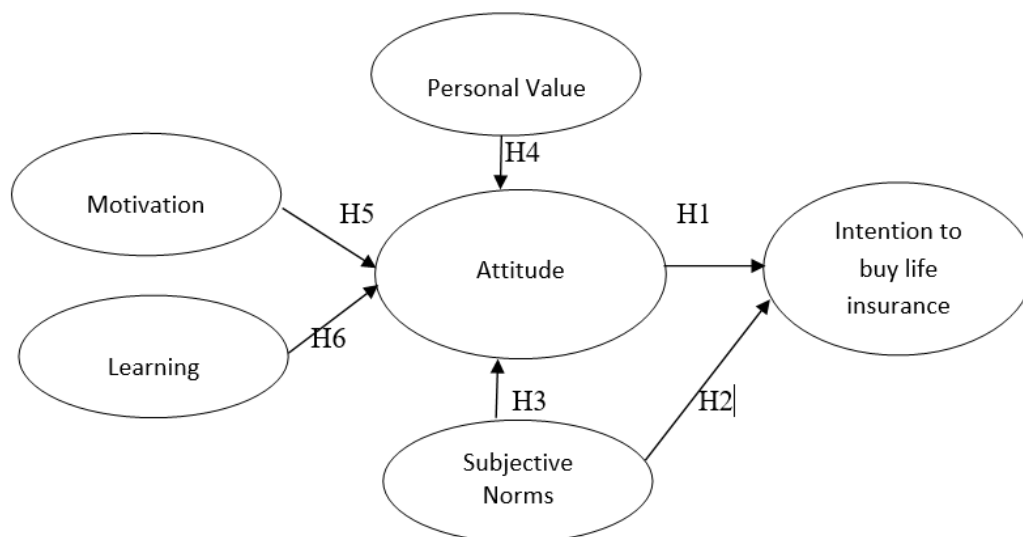 Personal Value
H4
Motivation
H5
H1
Attitude
Intention to
buy life
insurance
H6
Learning
H3
H2
Subjective
Norms